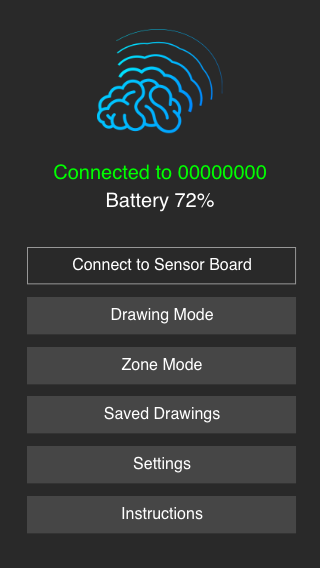 Connected to 00000000
Battery 72%
Connect to Sensor Board
Drawing Mode
Zone Mode
Saved Drawings
Settings
Instructions